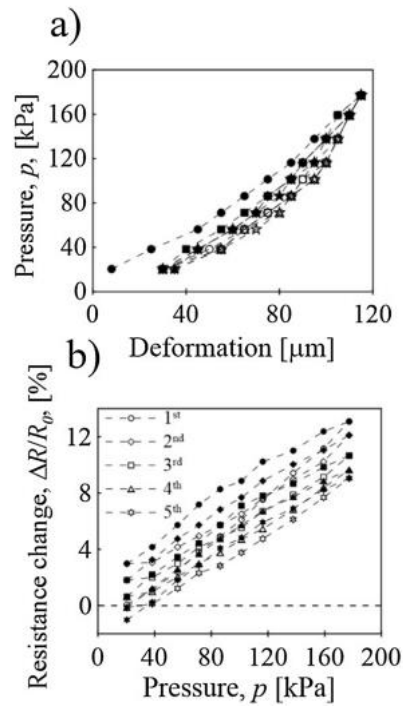 a)
200
160
120
80
40
0
Pressure, p, [kPa]
0 40 80 120
Deformation [μm]
b)
12
8
4
0
Resistance change, ΔR/R₀, [%]
1st
2nd
3rd
4th
5th
0 40 80 120 160 200
Pressure, p [kPa]